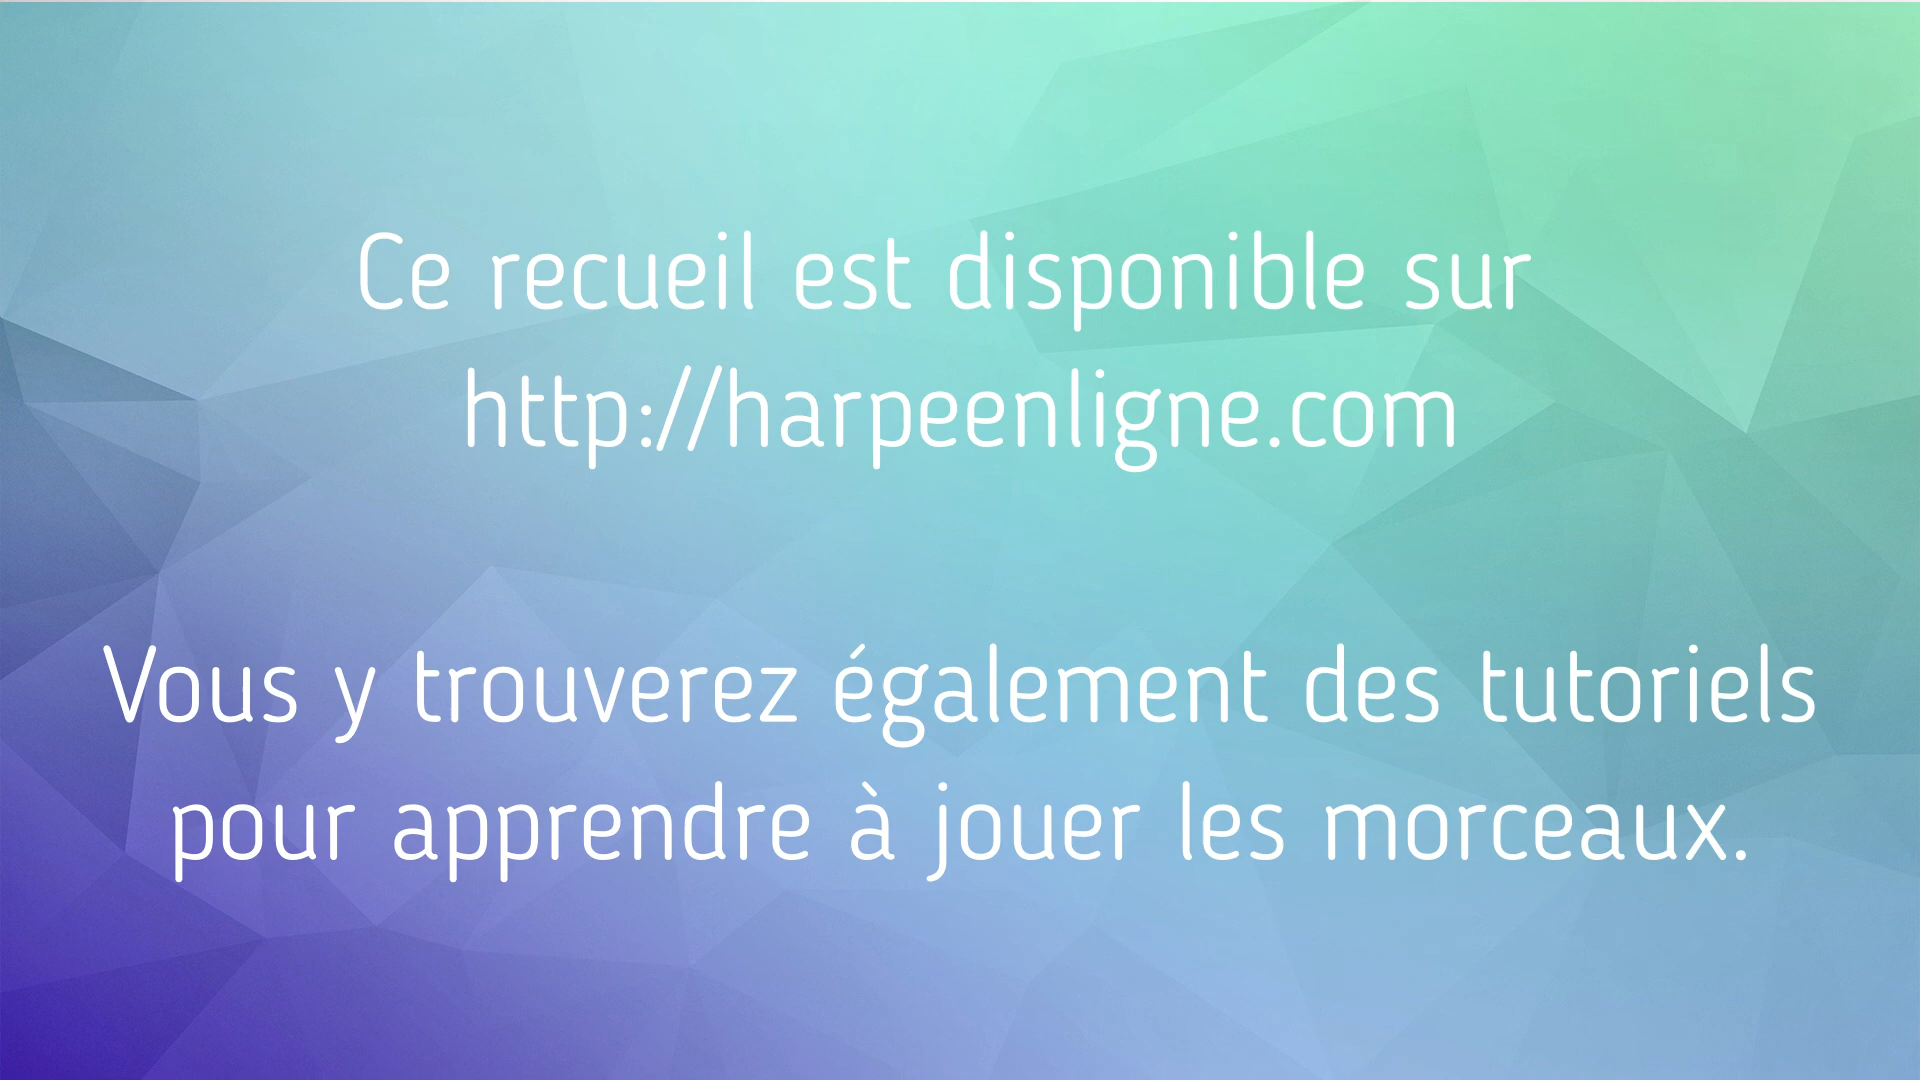 Ce recueil est disponible sur
http://harpeenligne.com
Vous y trouverez également des tutoriels
pour apprendre à jouer les morceaux.